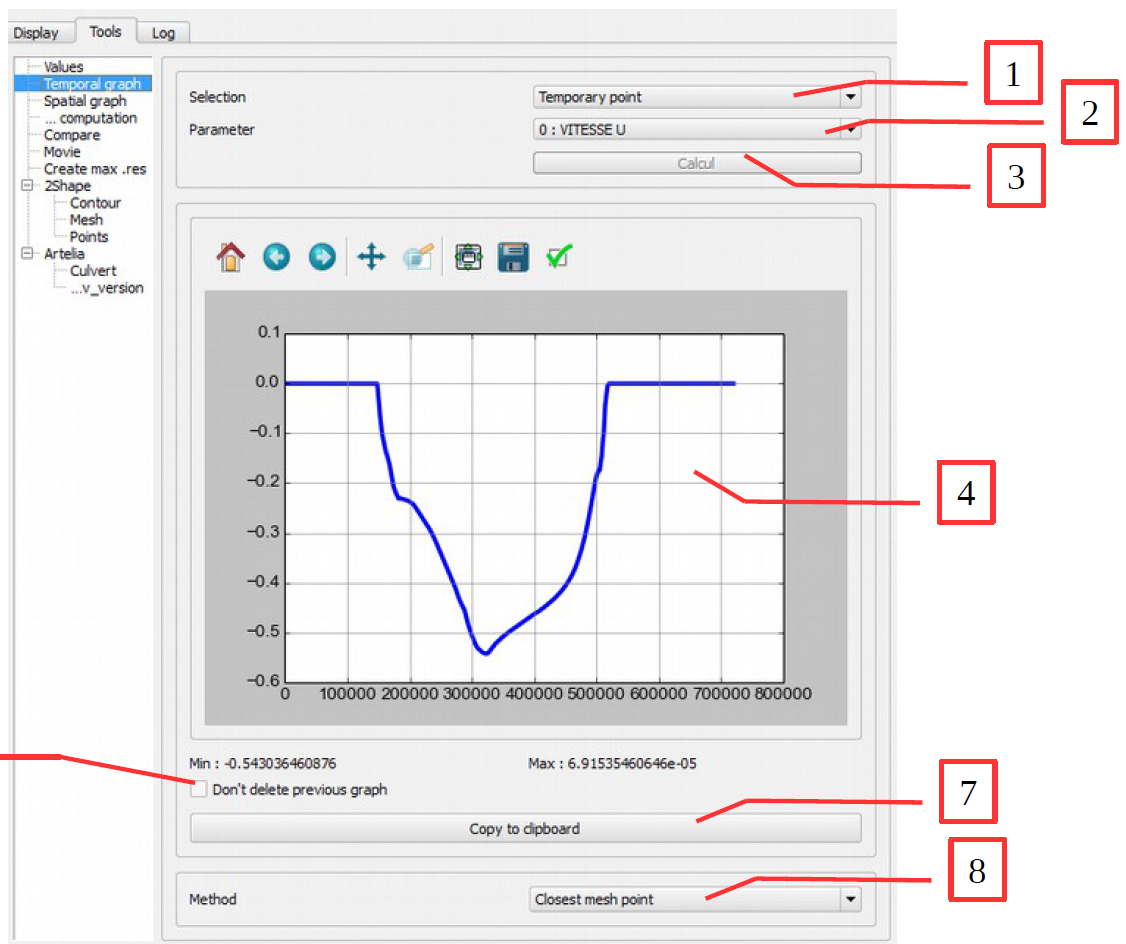 Display Tools Log
Values
Temporal graph
Spatial graph
... computation
Compare
Movie
Create max .res
2Shape
Contour
Mesh
Points
Artelia
Culvert
...v_version
Selection Temporary point
1
Parameter 0 : VITESSE U
2
Calcul
3
0.1
0.0
−0.1
−0.2
−0.3
−0.4
−0.5
−0.6
0 100000 200000 300000 400000 500000 600000 700000 800000
4
Min : -0.543036460876 Max : 6.91535460646e-05
Don't delete previous graph
7
Copy to clipboard
8
Method Closest mesh point